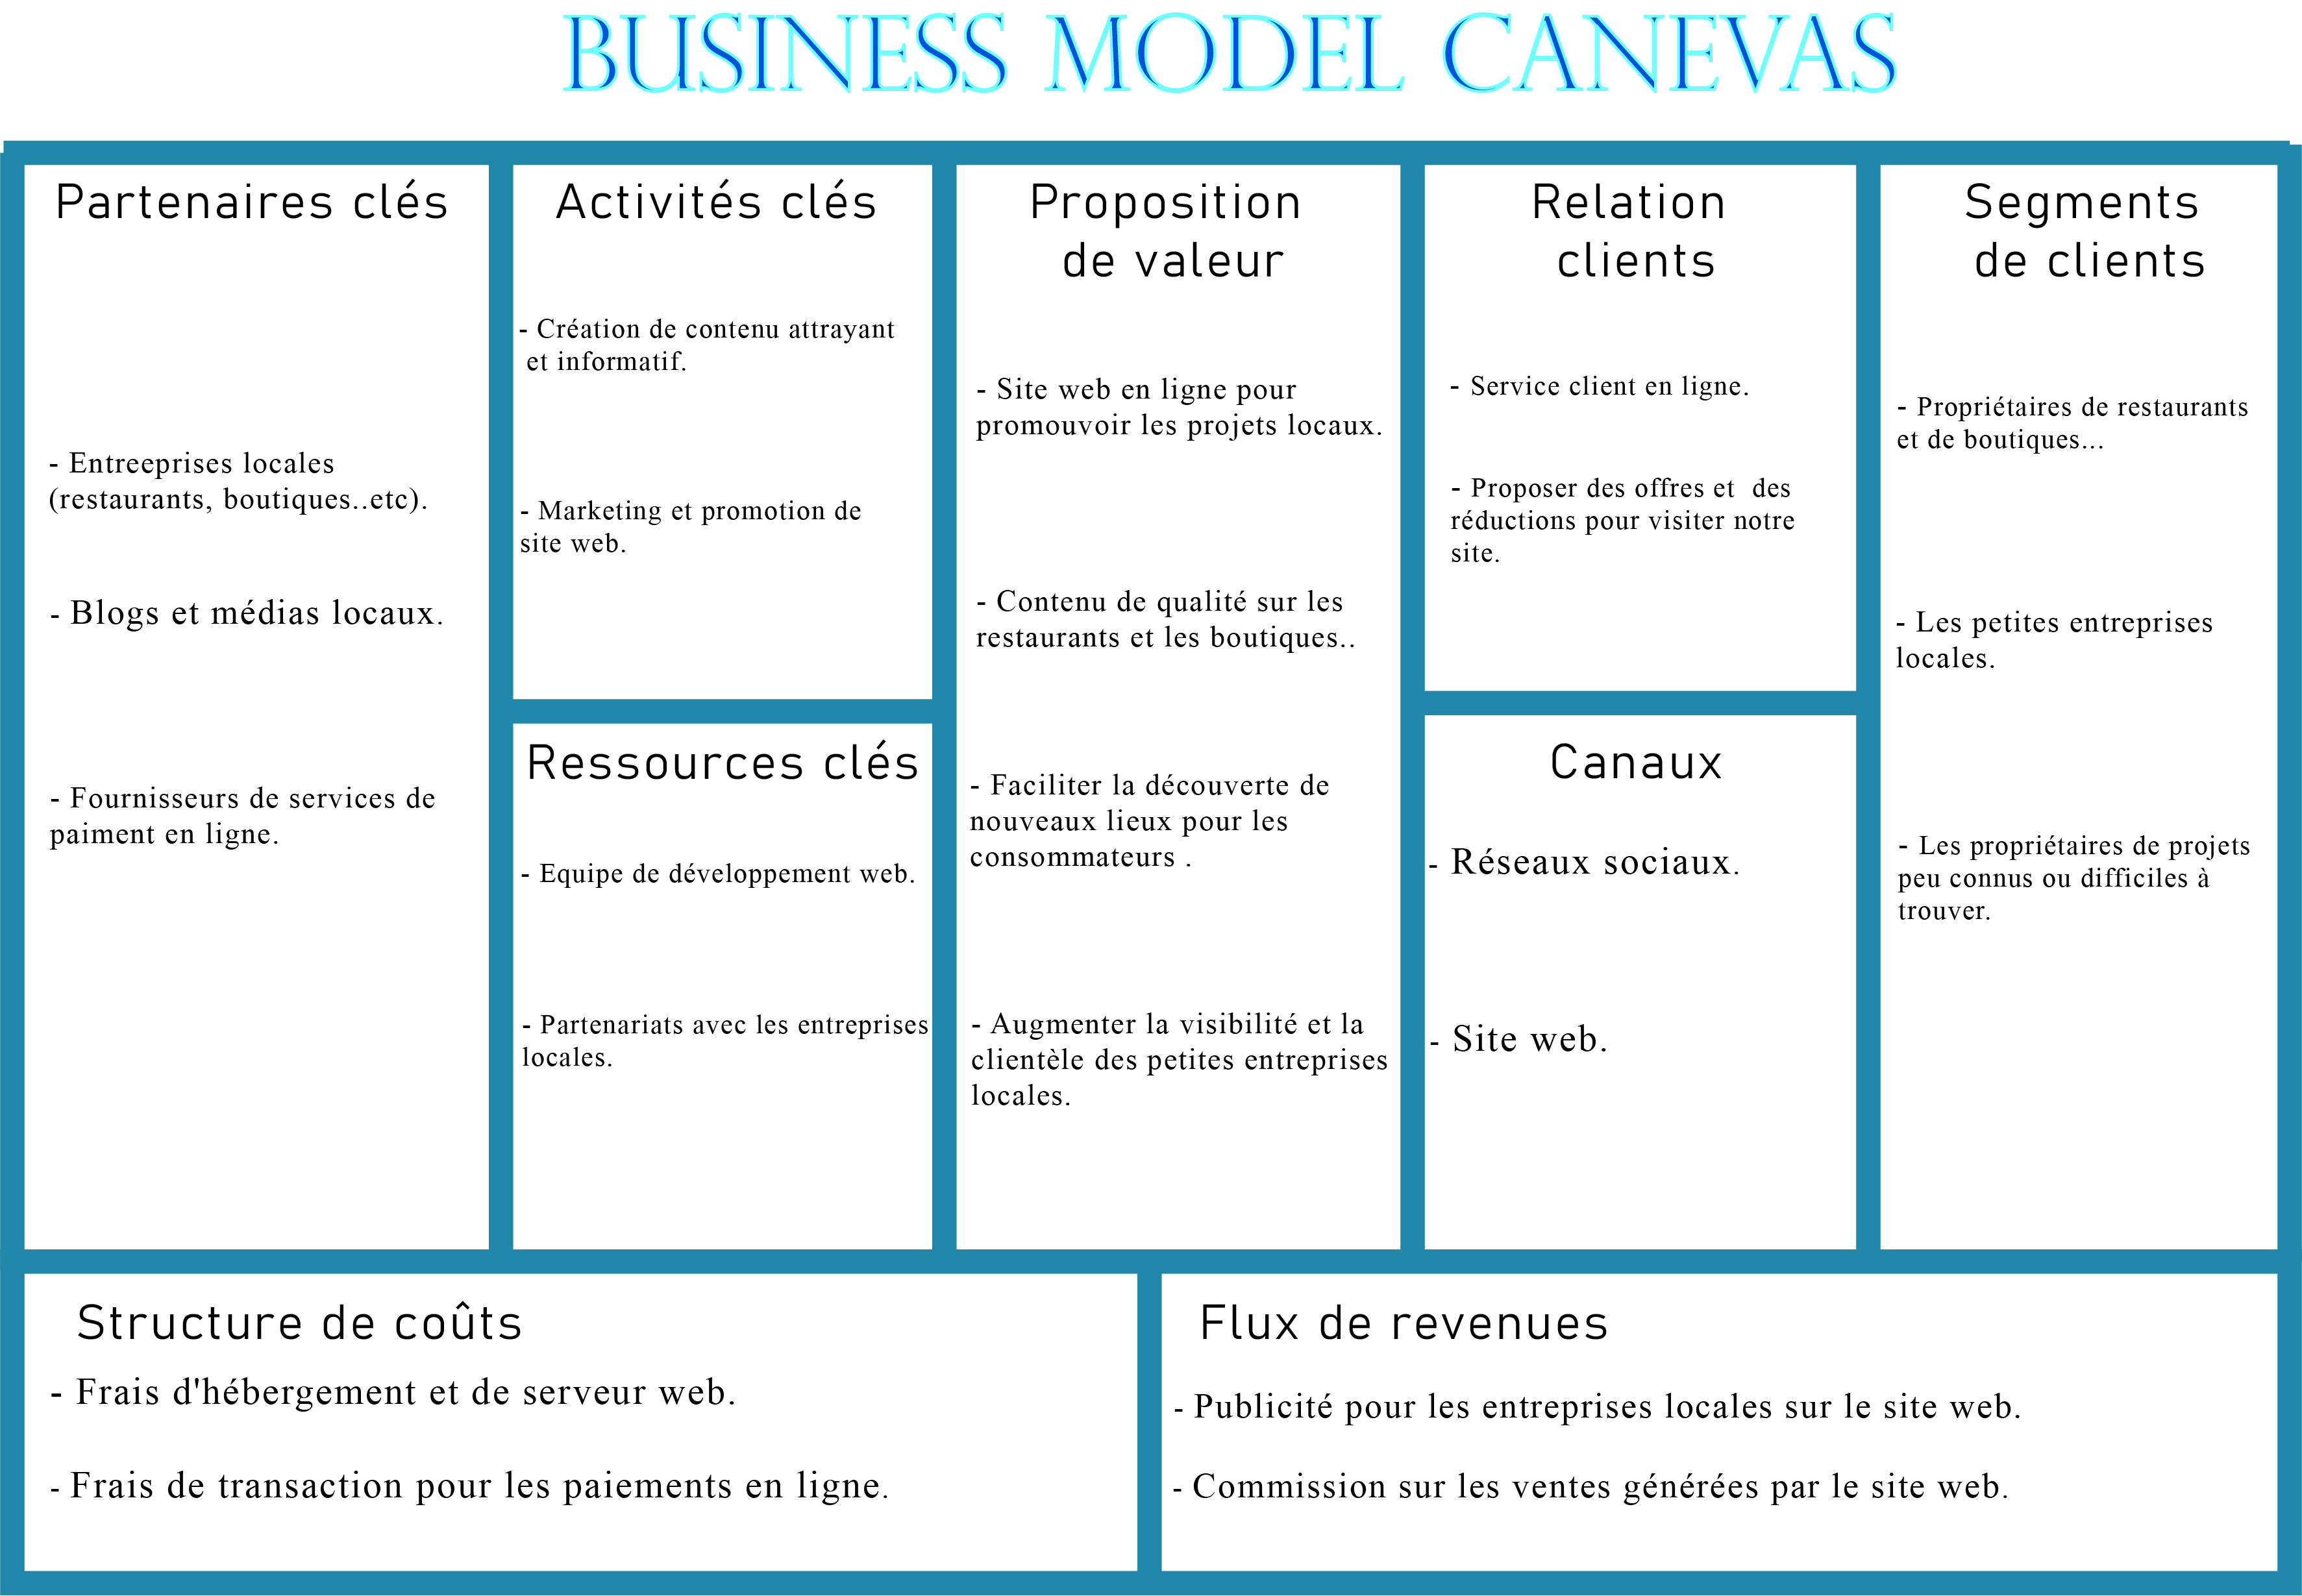 BUSINESS MODEL CANEVAS
Partenaires clés
- Entreeprises locales
(restaurants, boutiques..etc).
- Blogs et médias locaux.
- Fournisseurs de services de
paiment en ligne.
Activités clés
- Création de contenu attrayant
et informatif.
- Marketing et promotion de
site web.
Ressources clés
- Equipe de développement web.
- Partenariats avec les entreprises
locales.
Proposition
de valeur
- Site web en ligne pour
promouvoir les projets locaux.
- Contenu de qualité sur les
restaurants et les boutiques..
- Faciliter la découverte de
nouveaux lieux pour les
consommateurs .
- Augmenter la visibilité et la
clientèle des petites entreprises
locales.
Relation
clients
- Service client en ligne.
- Proposer des offres et  des
réductions pour visiter notre
site.
Canaux
- Réseaux sociaux.
- Site web.
Segments
de clients
- Propriétaires de restaurants
et de boutiques...
- Les petites entreprises
locales.
- Les propriétaires de projets
peu connus ou difficiles à
trouver.
Structure de coûts
- Frais d'hébergement et de serveur web.
- Frais de transaction pour les paiements en ligne.
Flux de revenues
- Publicité pour les entreprises locales sur le site web.
- Commission sur les ventes générées par le site web.